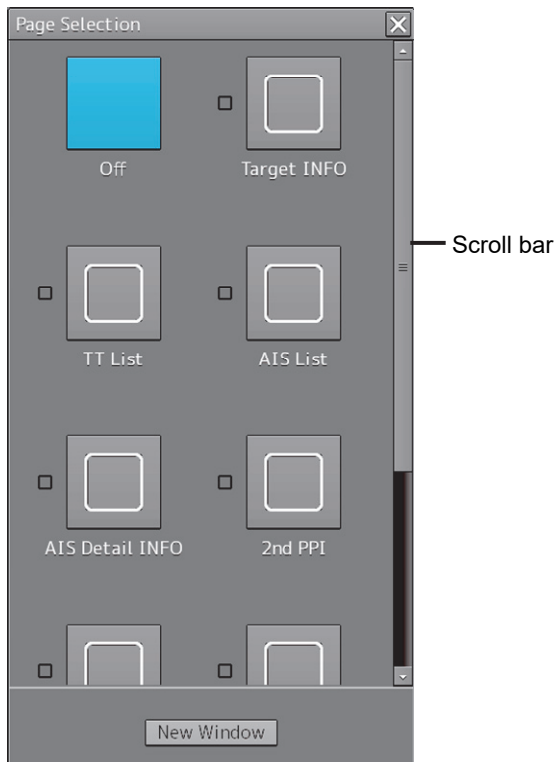 Page Selection
Off
Target INFO
Scroll bar
TT List
AIS List
AIS Detail INFO
2nd PPI
New Window